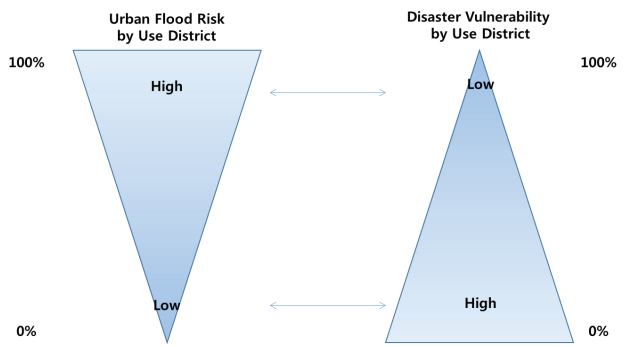 Urban Flood Risk
by Use District
Disaster Vulnerability
by Use District
100%
High
Low
100%
Low
High
0%
0%